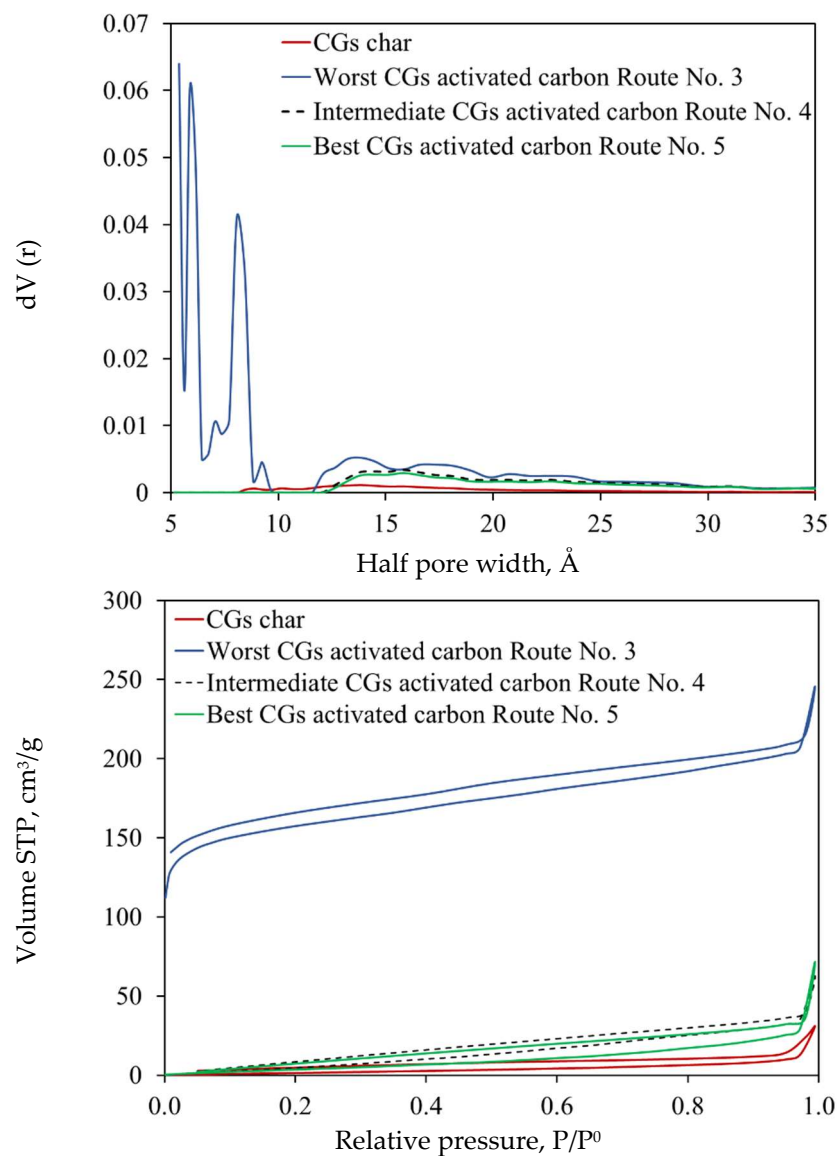 0.07
0.06
0.05
0.04
0.03
0.02
0.01
0
dV (r)
CGs char
Worst CGs activated carbon Route No. 3
Intermediate CGs activated carbon Route No. 4
Best CGs activated carbon Route No. 5
5 10 15 20 25 30 35
Half pore width, Å
300
250
200
150
100
50
0
Volume STP, cm³/g
CGs char
Worst CGs activated carbon Route No. 3
Intermediate CGs activated carbon Route No. 4
Best CGs activated carbon Route No. 5
0.0 0.2 0.4 0.6 0.8 1.0
Relative pressure, P/P⁰